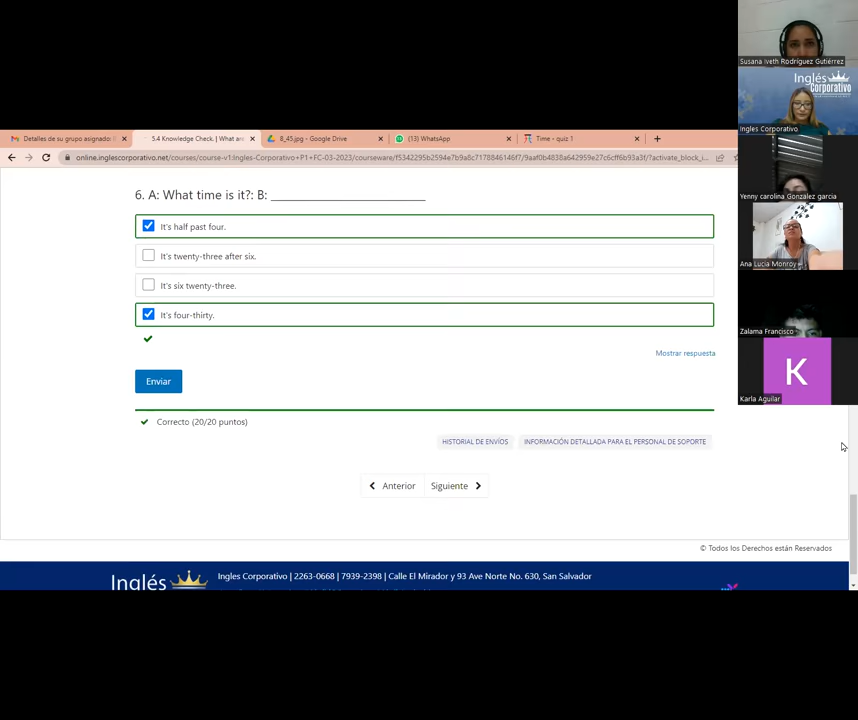 Susana Iveth Rodríguez Gutiérrez
Inglés
Corporativo
Ingles Corporativo
Yenny carolina Gonzalez garcia
Ana Lucia Monroy
Zalama Francisco
K
Karla Aguilar
Detalles de su grupo asignado:
5.4 Knowledge Check. | What are
8_45.jpg - Google Drive
(13) WhatsApp
Time - quiz 1
online.inglescorporativo.net/courses/course-v1:Ingles-Corporativo+P1+FC-03-2023/courseware/f5342295b2594e7b9a8c7178846146f7/9aaf0b4838a642959e27c6cff6b93a3f/?activate_block_i...
6. A: What time is it?: B: ____________________________
It's half past four.
It's twenty-three after six.
It's six twenty-three.
It's four-thirty.
Mostrar respuesta
Enviar
Correcto (20/20 puntos)
HISTORIAL DE ENVÍOS
INFORMACIÓN DETALLADA PARA EL PERSONAL DE SOPORTE
Anterior
Siguiente
© Todos los Derechos están Reservados
Inglés
Ingles Corporativo | 2263-0668 | 7939-2398 | Calle El Mirador y 93 Ave Norte No. 630, San Salvador